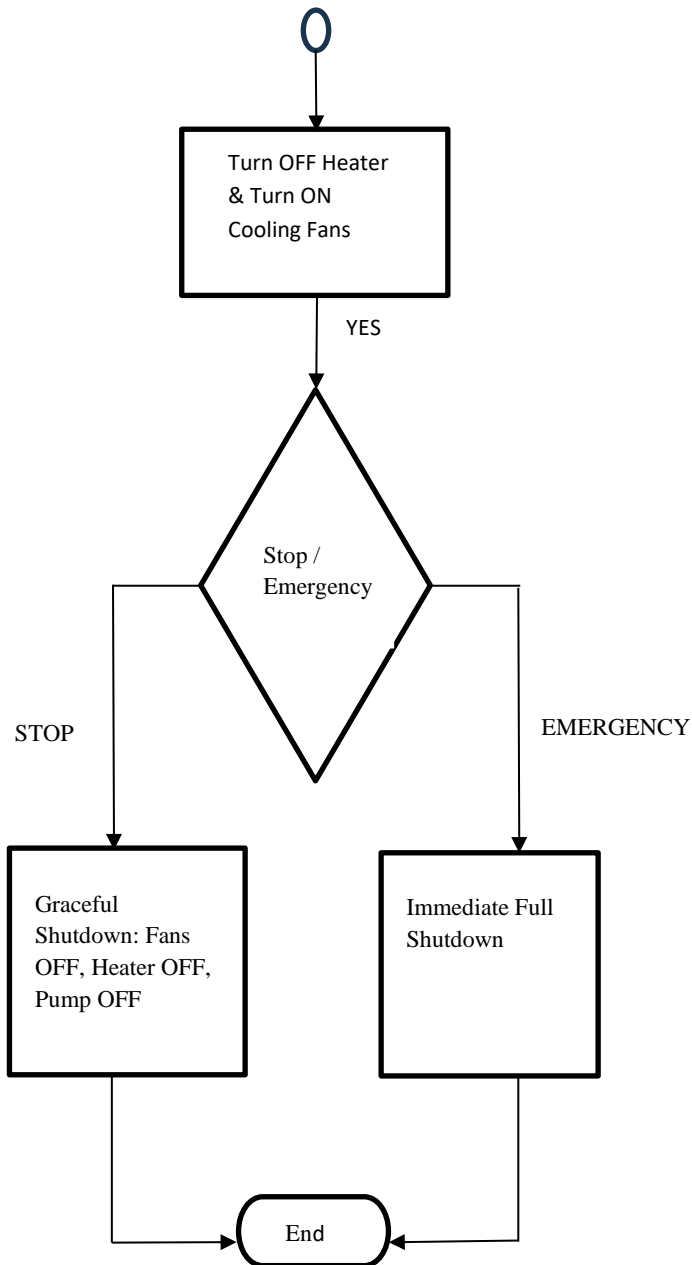 Turn OFF Heater
& Turn ON
Cooling Fans
YES
Stop /
Emergency
STOP
EMERGENCY
Graceful
Shutdown: Fans
OFF, Heater OFF,
Pump OFF
Immediate Full
Shutdown
End